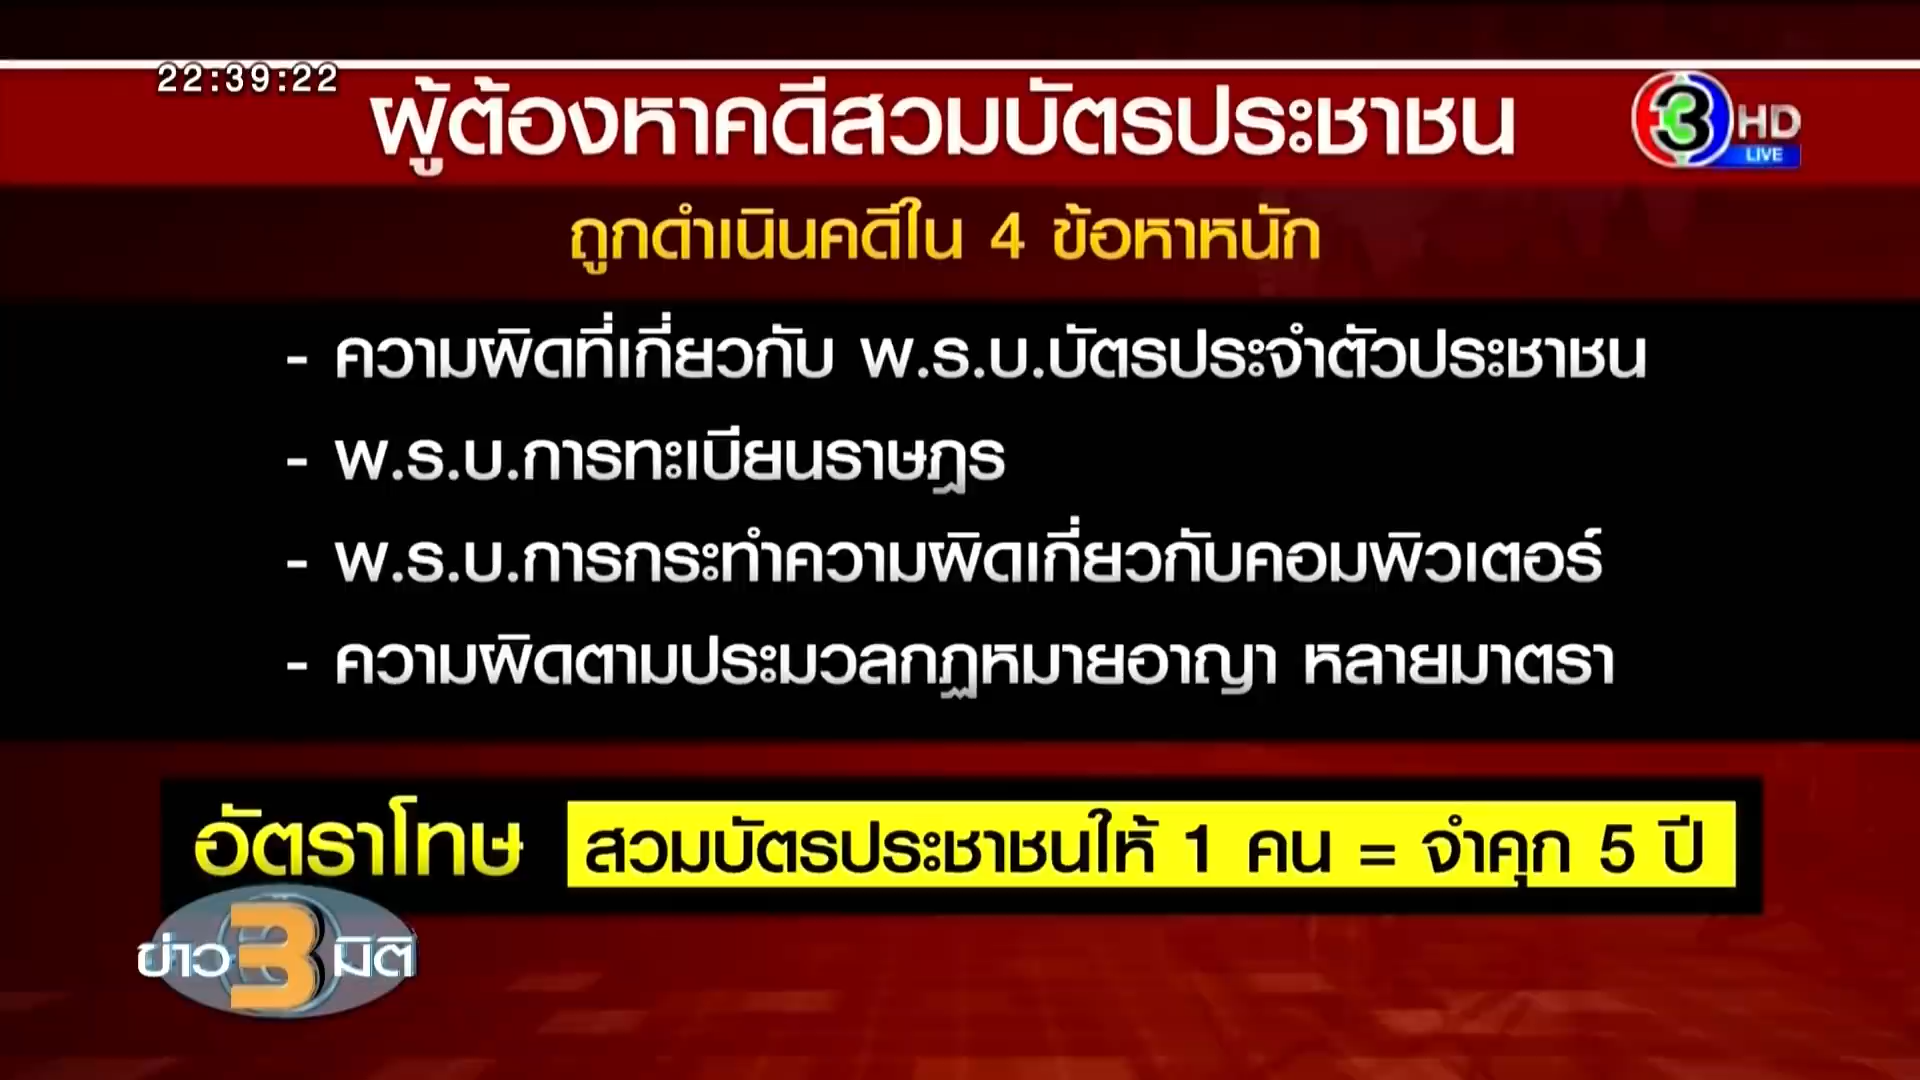 22:39:22
ผู้ต้องหาคดีสวมบัตรประชาชน
3 HD
LIVE
ถูกดำเนินคดีใน 4 ข้อหาหนัก
- ความผิดที่เกี่ยวกับ พ.ร.บ.บัตรประจำตัวประชาชน
- พ.ร.บ.การทะเบียนราษฎร
- พ.ร.บ.การกระทำความผิดเกี่ยวกับคอมพิวเตอร์
- ความผิดตามประมวลกฏหมายอาญา หลายมาตรา
อัตราโทษ สวมบัตรประชาชนให้ 1 คน = จำคุก 5 ปี
ข่าว 3 มิติ